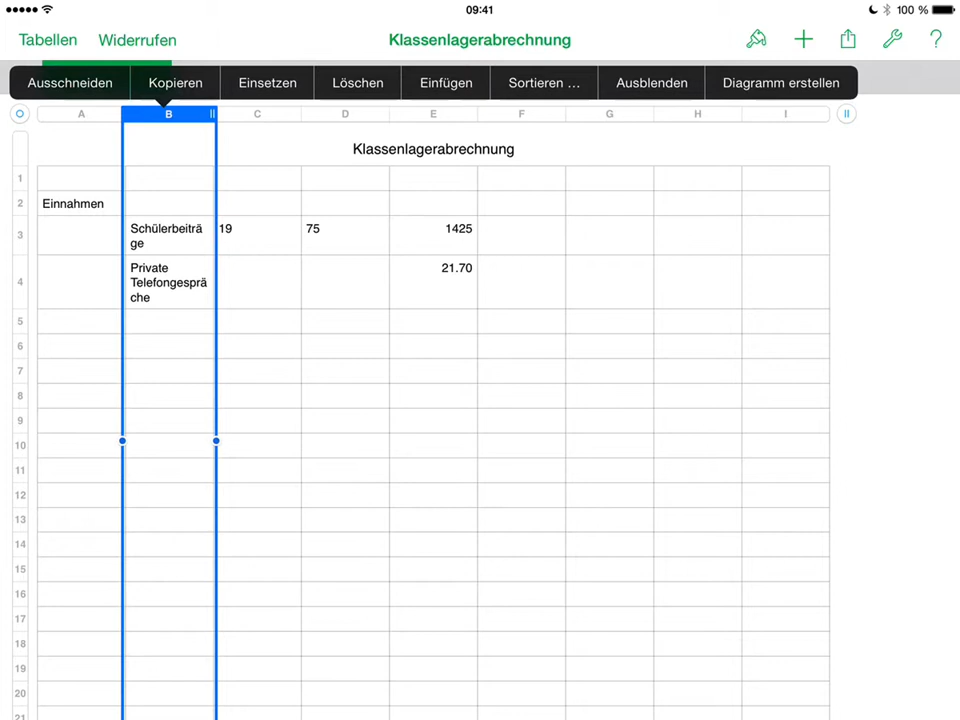 09:41 100 %
Tabellen Widerrufen Klassenlagerabrechnung ?
Ausschneiden Kopieren Einsetzen Löschen Einfügen Sortieren ... Ausblenden Diagramm erstellen
A B C D E F G H I
Klassenlagerabrechnung
1
2 Einnahmen
3 Schülerbeiträ 19 75 1425
ge
Private 21.70
4 Telefongesprä
che
5
6
7
8
9
10
11
12
13
14
15
16
17
18
19
20
21